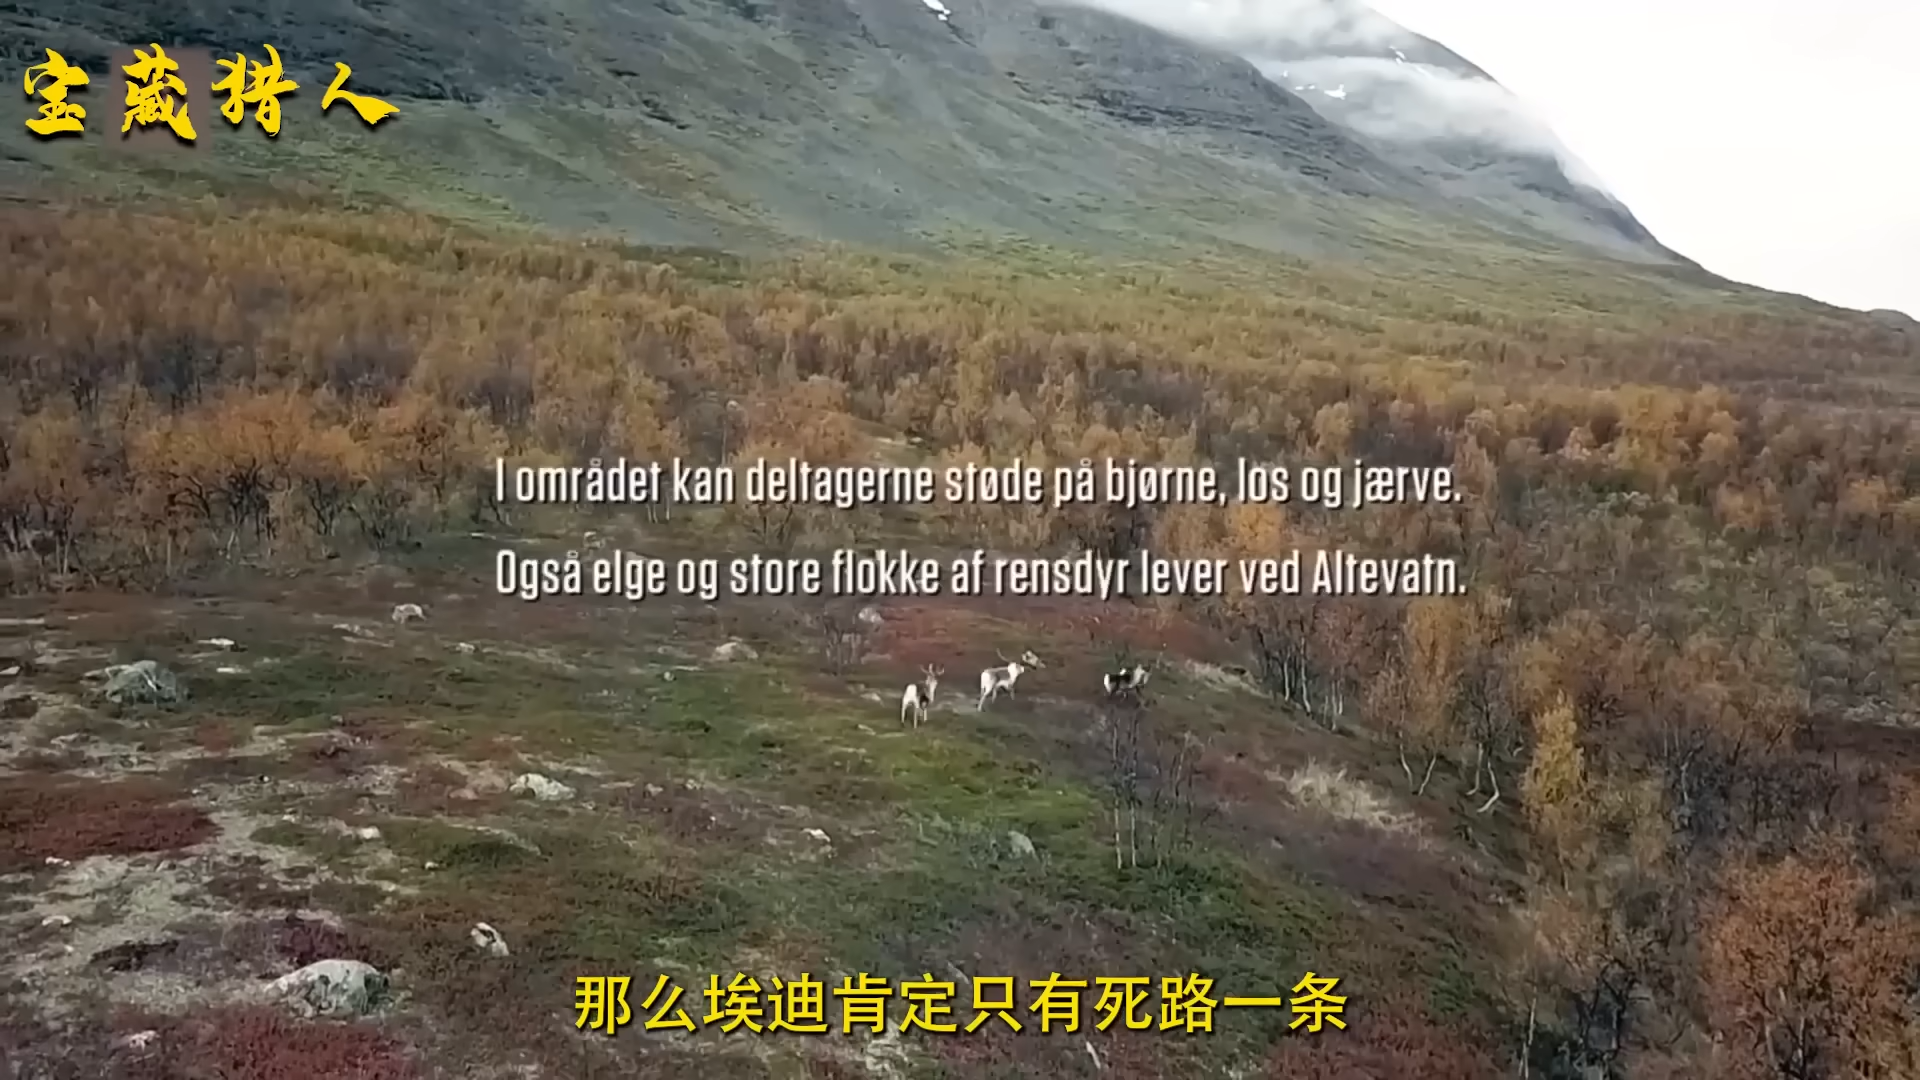 宝藏猎人
I området kan deltagerne støde på bjørne, los og jærve.
Også elge og store flokke af rensdyr lever ved Altevatn.
那么埃迪肯定只有死路一条